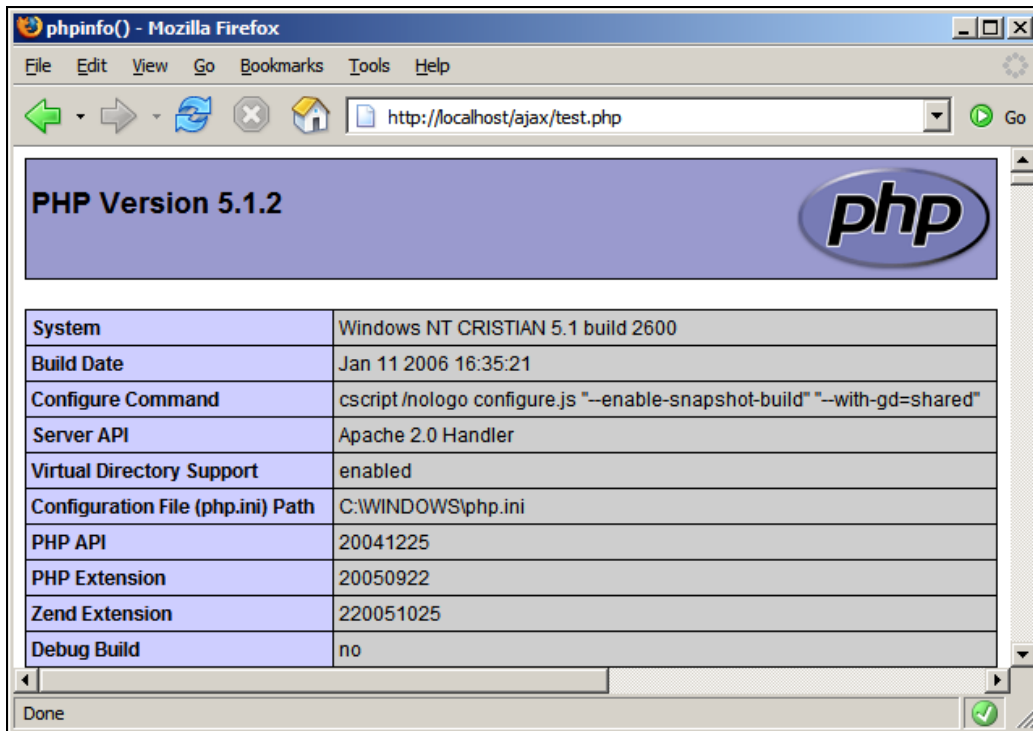 phpinfo() - Mozilla Firefox
File Edit View Go Bookmarks Tools Help
http://localhost/ajax/test.php Go
PHP Version 5.1.2 php
System Windows NT CRISTIAN 5.1 build 2600
Build Date Jan 11 2006 16:35:21
Configure Command cscript /nologo configure.js "--enable-snapshot-build" "--with-gd=shared"
Server API Apache 2.0 Handler
Virtual Directory Support enabled
Configuration File (php.ini) Path C:\WINDOWS\php.ini
PHP API 20041225
PHP Extension 20050922
Zend Extension 220051025
Debug Build no
Done